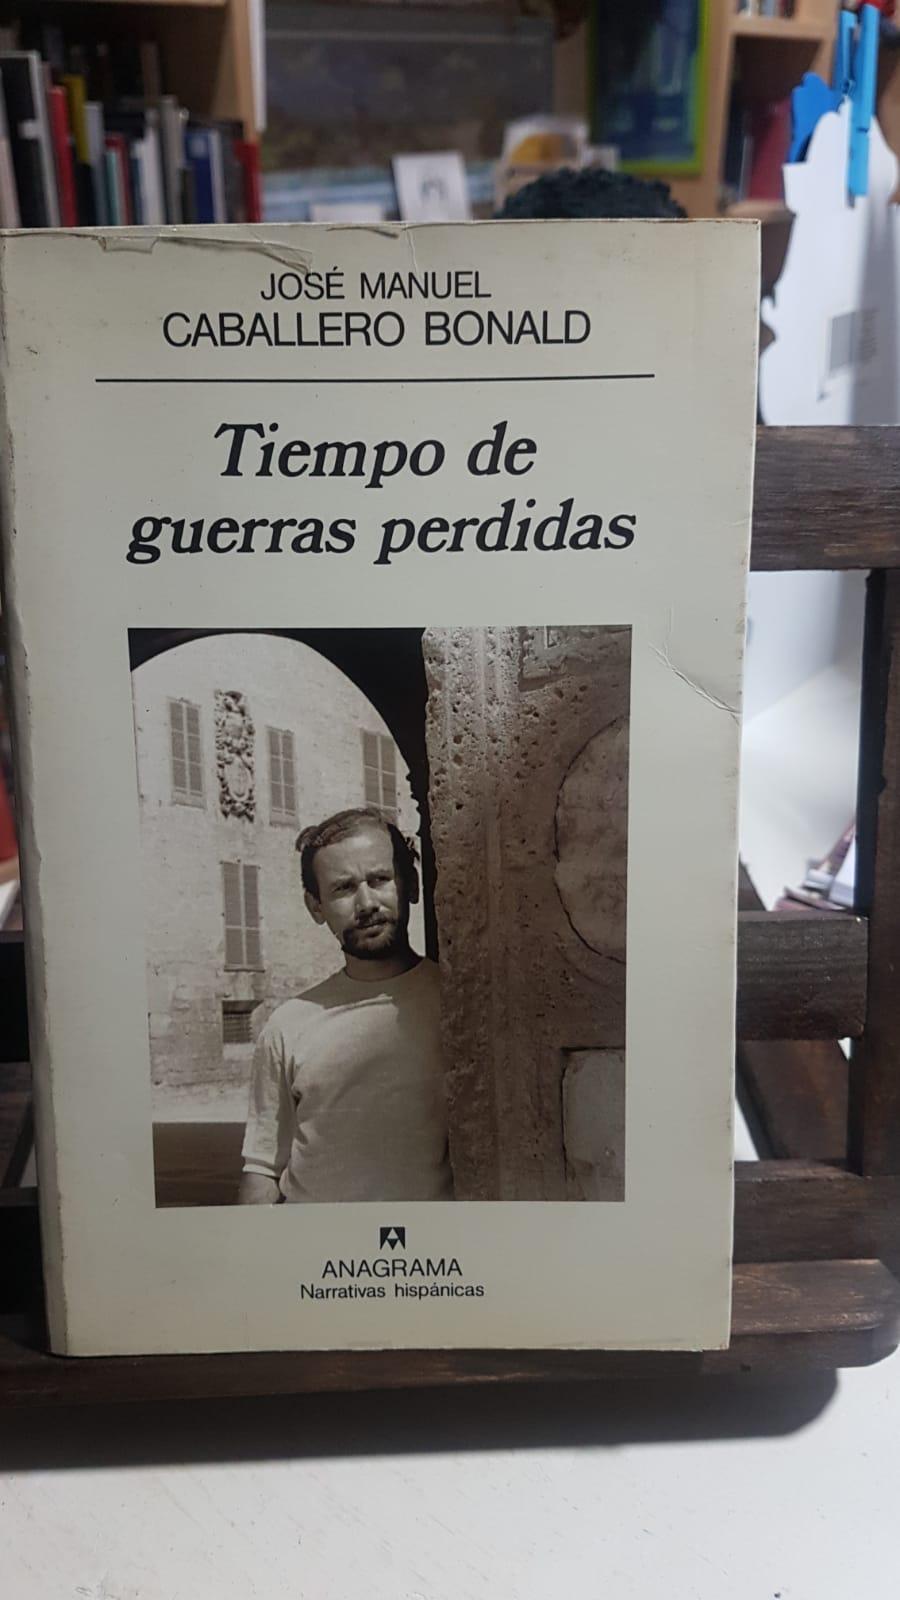 JOSÉ MANUEL
CABALLERO BONALD
Tiempo de
guerras perdidas
ANAGRAMA
Narrativas hispánicas